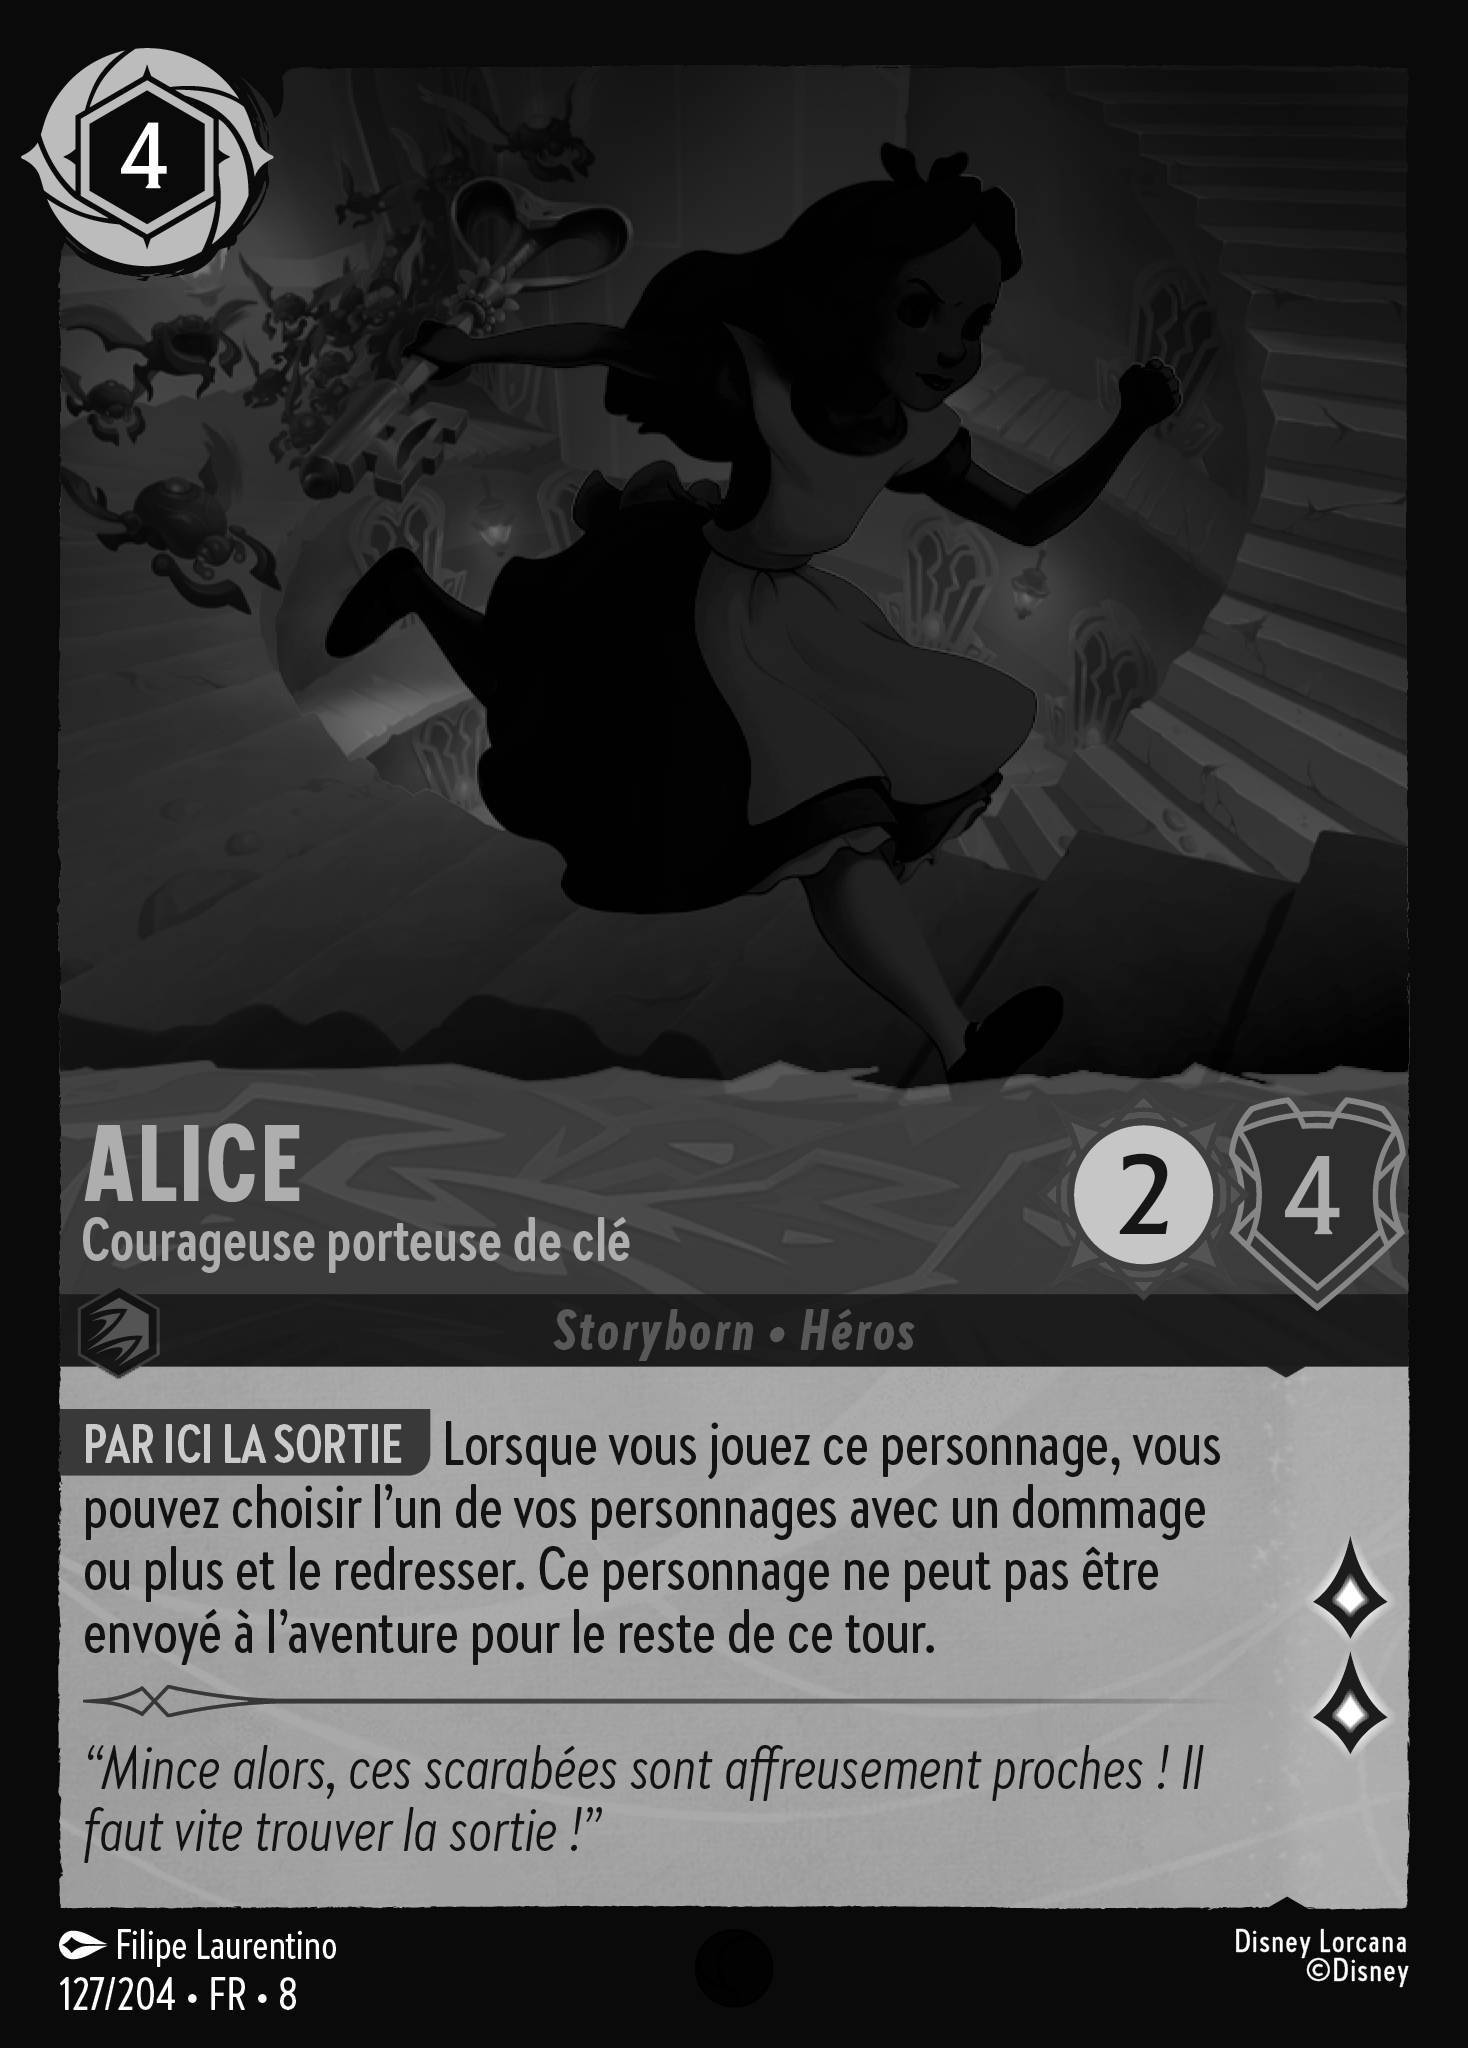 4
ALICE
Courageuse porteuse de clé
2
4
Storyborn • Héros
PAR ICI LA SORTIE Lorsque vous jouez ce personnage, vous
pouvez choisir l’un de vos personnages avec un dommage
ou plus et le redresser. Ce personnage ne peut pas être
envoyé à l’aventure pour le reste de ce tour.
“Mince alors, ces scarabées sont affreusement proches ! Il
faut vite trouver la sortie !”
Filipe Laurentino
127/204 • FR • 8
Disney Lorcana
©Disney